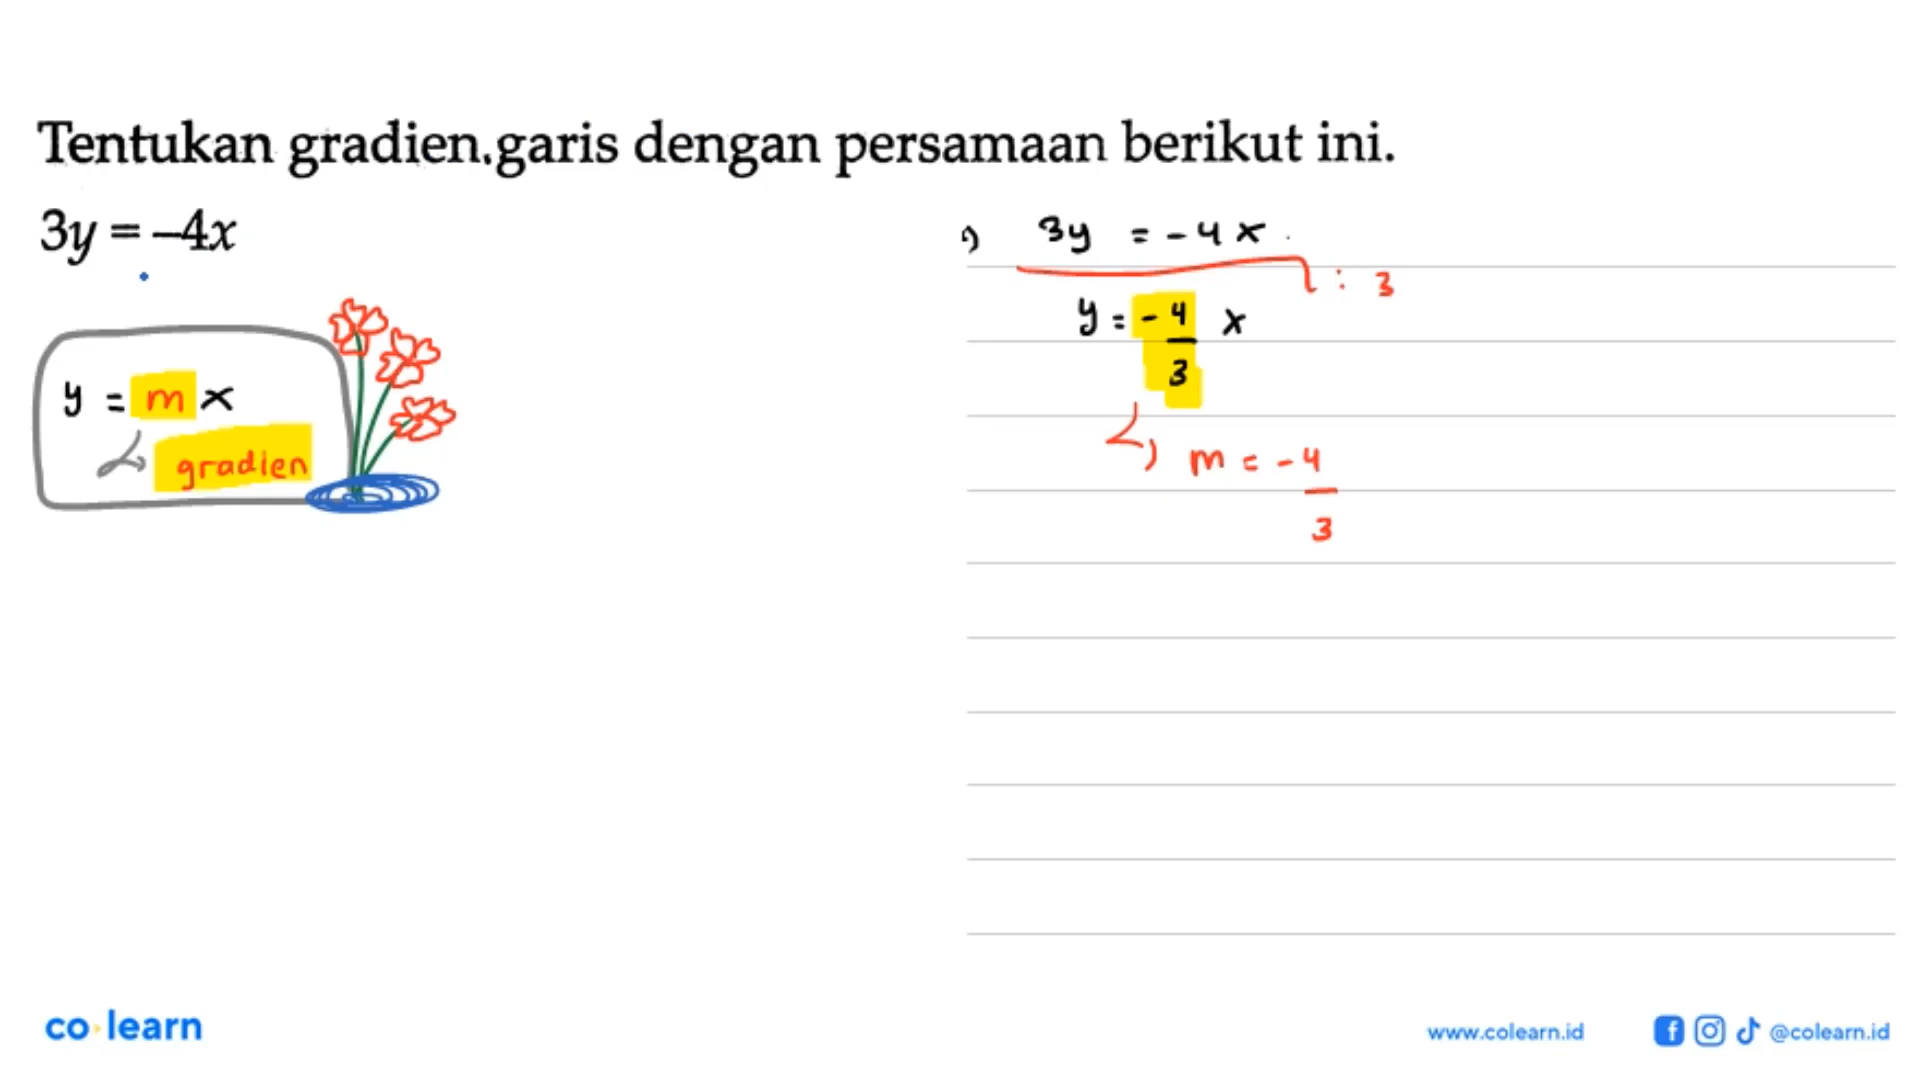 Tentukan gradien.garis dengan persamaan berikut ini.
3y = –4x
y = m x
gradien
3y = - 4 x
: 3
y = - 4/3 x
m = - 4/3
co learn
www.colearn.id
@colearn.id